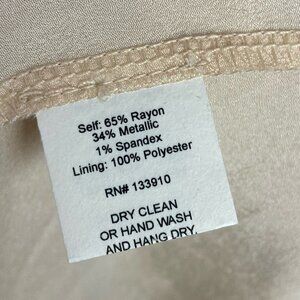 Self: 65% Rayon
34% Metallic
1% Spandex
Lining: 100% Polyester
RN# 133910
DRY CLEAN
OR HAND WASH
AND HANG DRY.